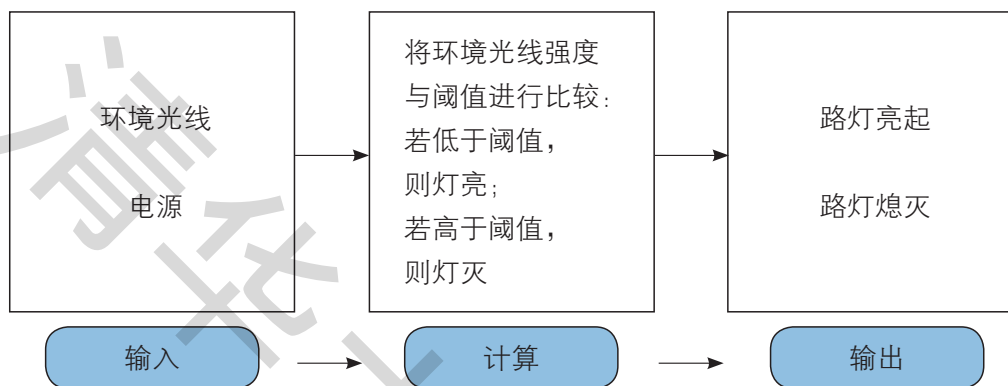 环境光线
电源
将环境光线强度
与阈值进行比较：
若低于阈值，
则灯亮；
若高于阈值，
则灯灭
路灯亮起
路灯熄灭
输入
计算
输出
清华